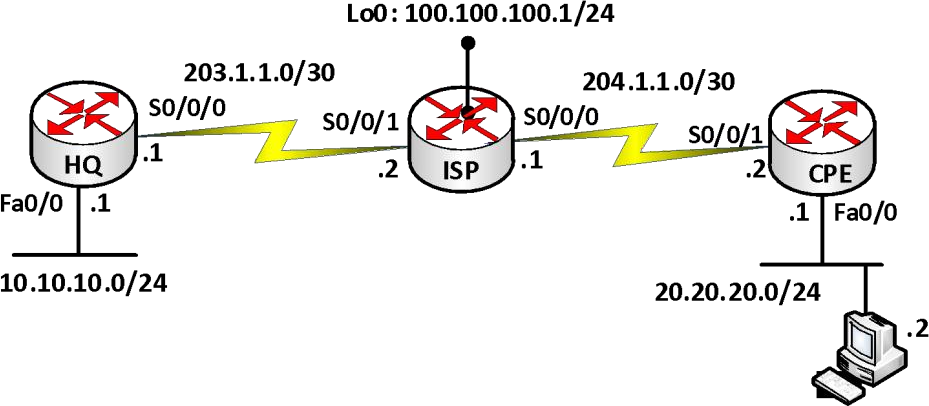 Lo0: 100.100.100.1/24
203.1.1.0/30
204.1.1.0/30
S0/0/0
S0/0/1
S0/0/0
S0/0/1
HQ
.1
.2
ISP
.1
.2
CPE
Fa0/0
.1
.1
Fa0/0
10.10.10.0/24
20.20.20.0/24
.2